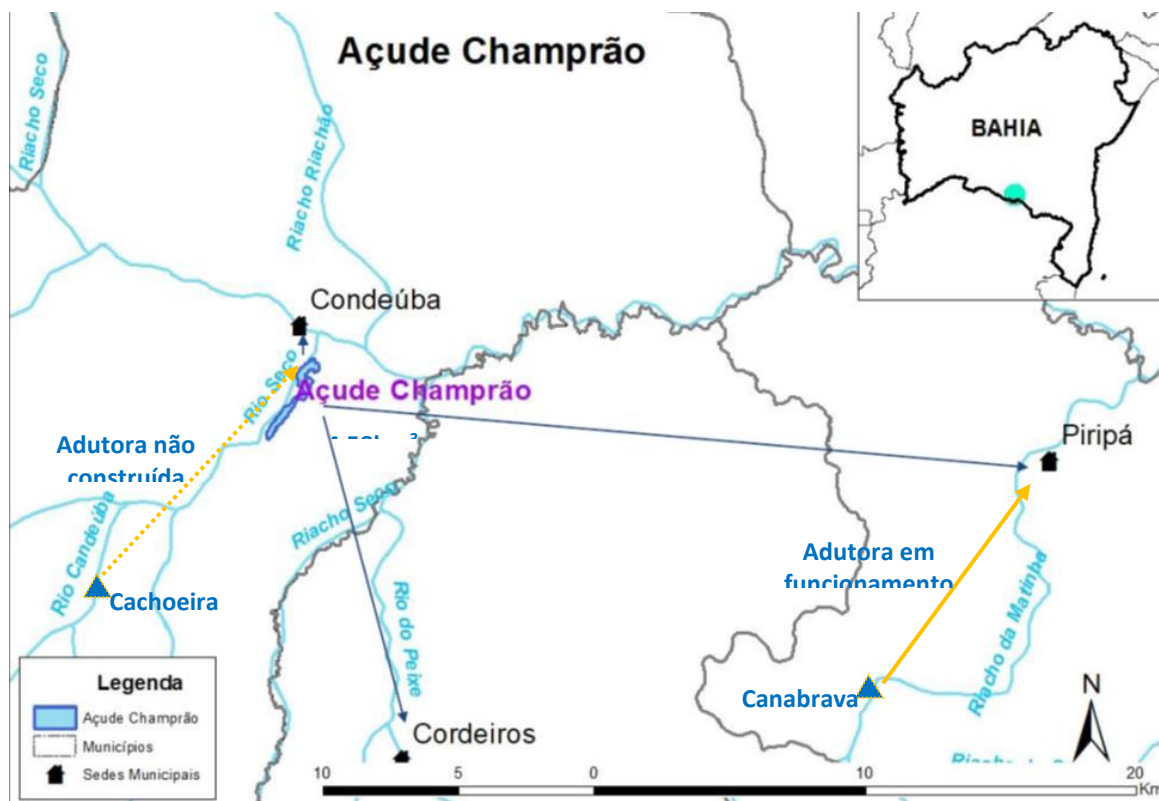 Açude Champrão
BAHIA
Riacho Seco
Riacho Riachão
Condeúba
Rio Seco
Açude Champrão
Adutora não
construída
Piripá
Riacho Seco
Adutora em
funcionamento
Rio Candeúba
Cachoeira
Rio do Peixe
Riacho da Matinha
Canabrava
N
Cordeiros
Legenda
Açude Champrão
Municípios
Sedes Municipais
10 5 0 10 20
Km